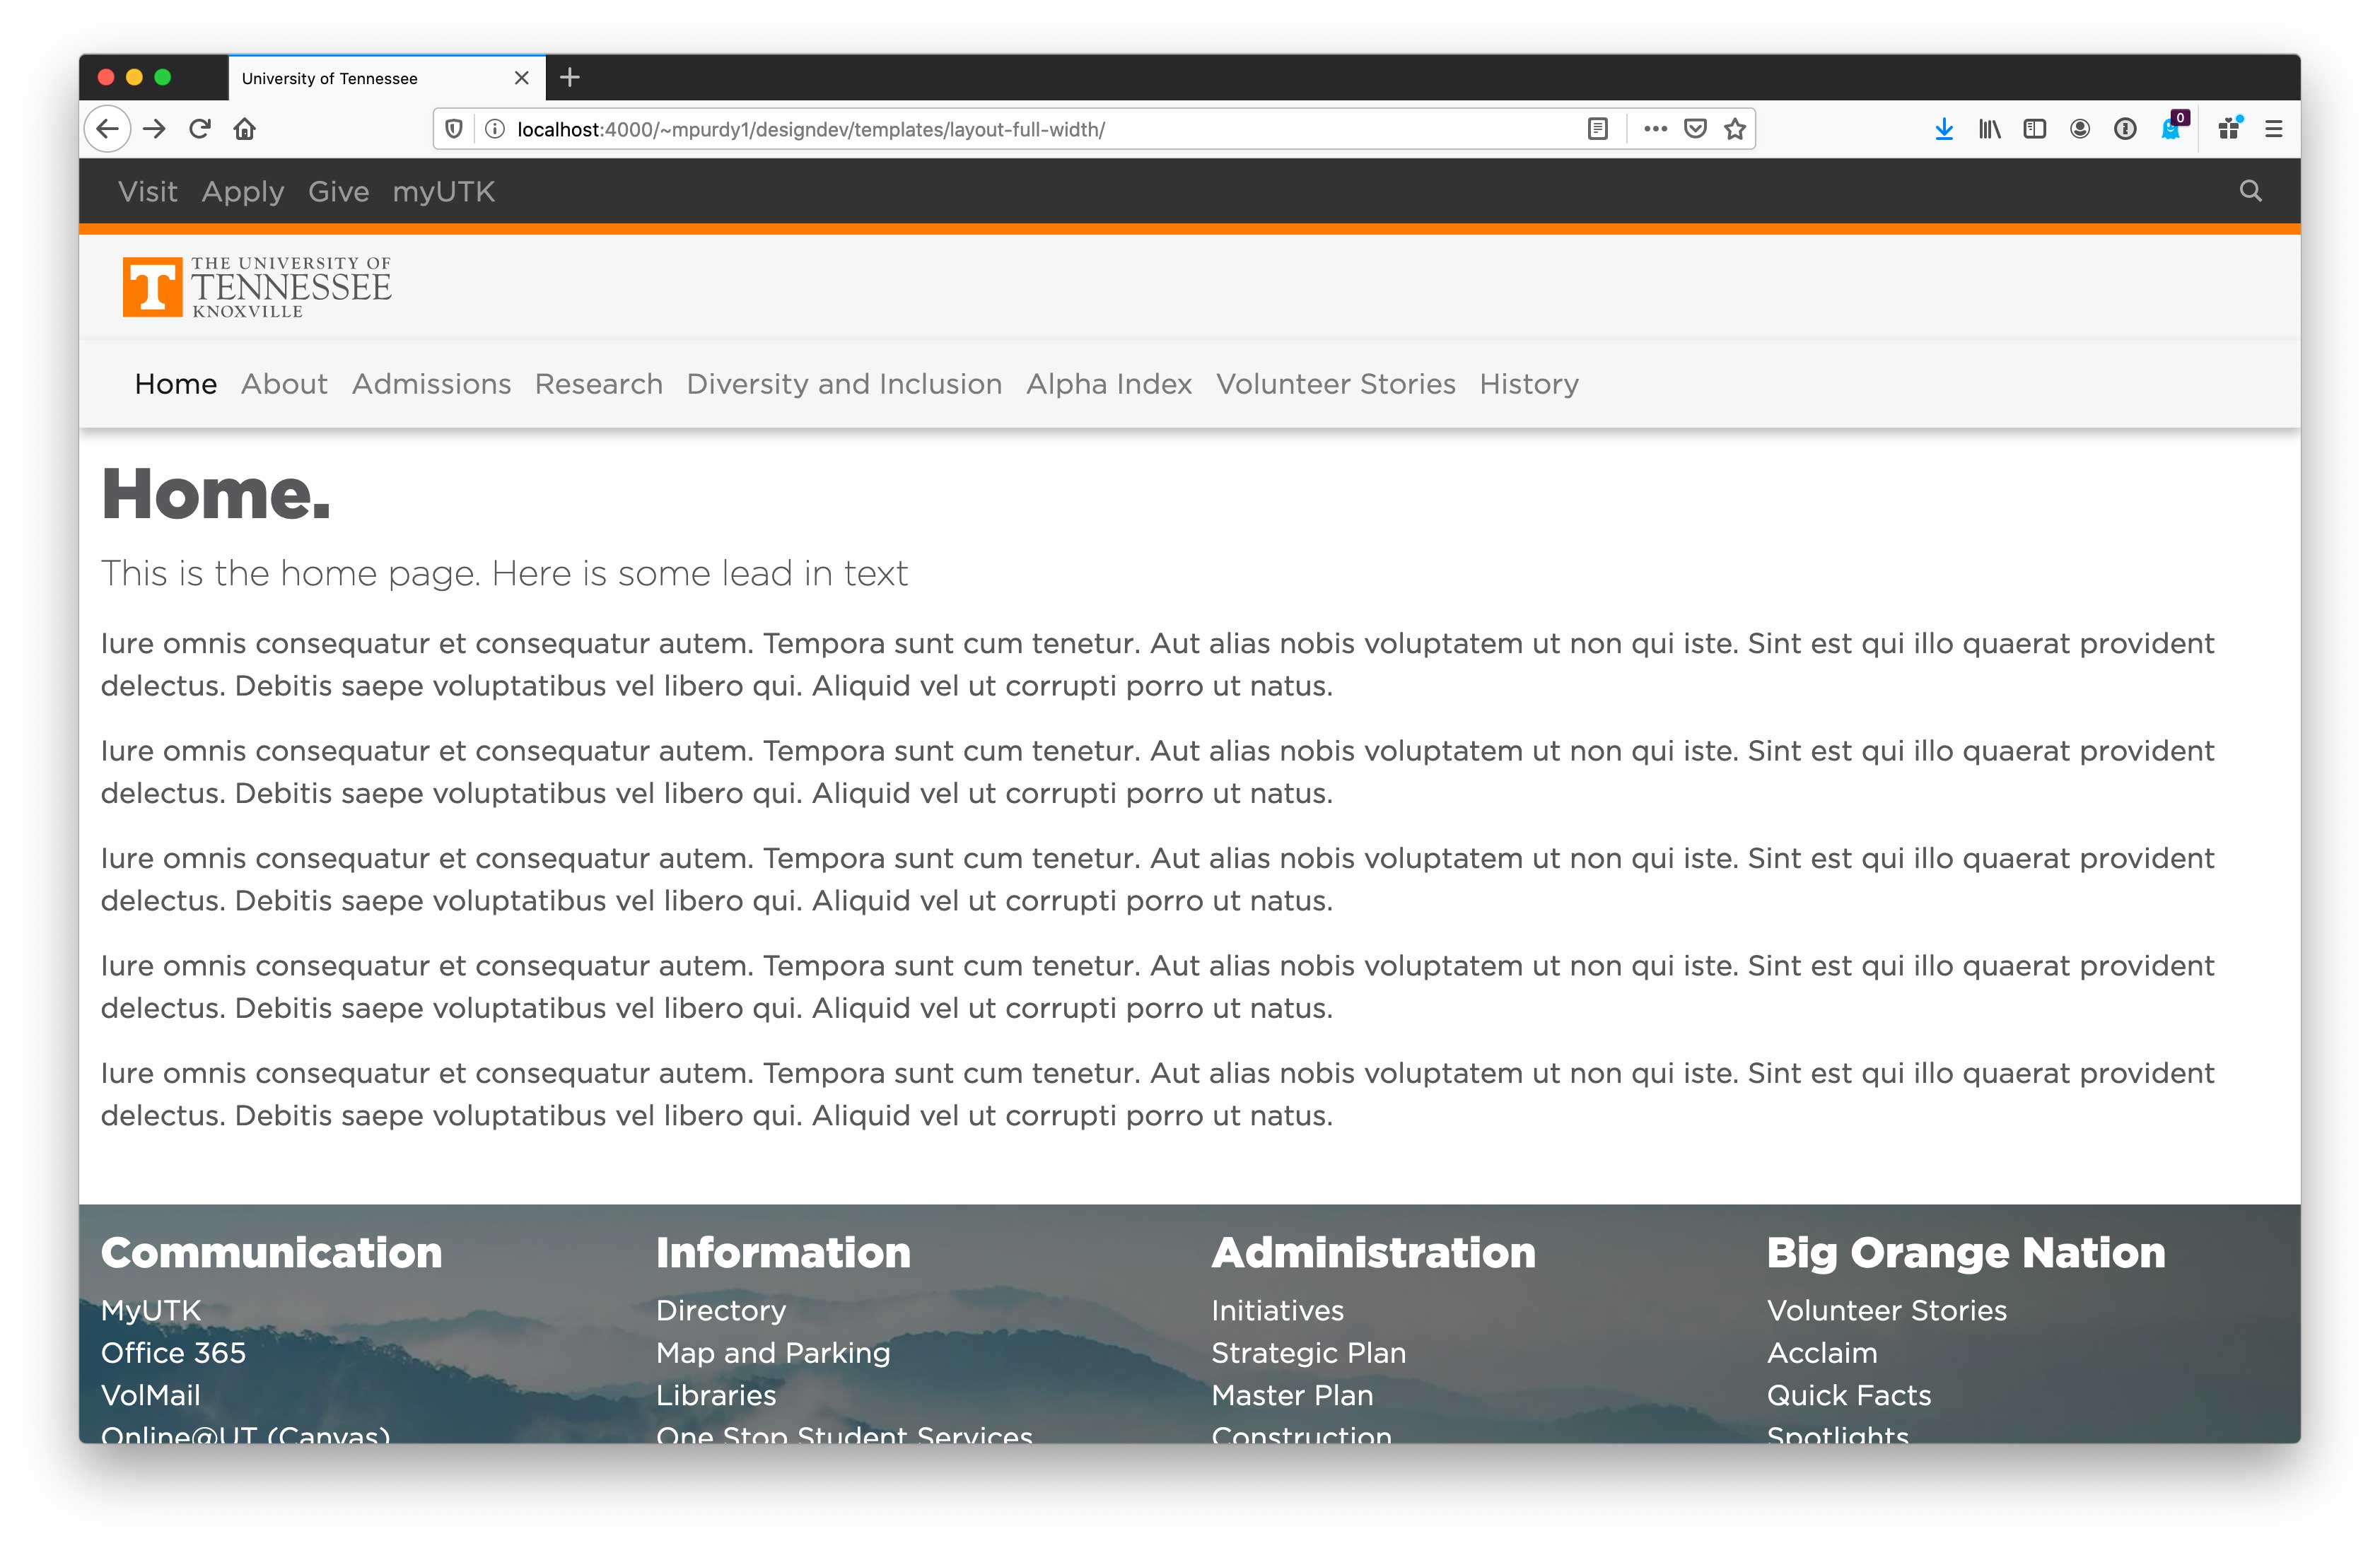 University of Tennessee
localhost:4000/~mpurdy1/designdev/templates/layout-full-width/
0
Visit Apply Give myUTK
T THE UNIVERSITY OF
TENNESSEE
KNOXVILLE
Home About Admissions Research Diversity and Inclusion Alpha Index Volunteer Stories History
Home.
This is the home page. Here is some lead in text
Iure omnis consequatur et consequatur autem. Tempora sunt cum tenetur. Aut alias nobis voluptatem ut non qui iste. Sint est qui illo quaerat provident
delectus. Debitis saepe voluptatibus vel libero qui. Aliquid vel ut corrupti porro ut natus.
Iure omnis consequatur et consequatur autem. Tempora sunt cum tenetur. Aut alias nobis voluptatem ut non qui iste. Sint est qui illo quaerat provident
delectus. Debitis saepe voluptatibus vel libero qui. Aliquid vel ut corrupti porro ut natus.
Iure omnis consequatur et consequatur autem. Tempora sunt cum tenetur. Aut alias nobis voluptatem ut non qui iste. Sint est qui illo quaerat provident
delectus. Debitis saepe voluptatibus vel libero qui. Aliquid vel ut corrupti porro ut natus.
Iure omnis consequatur et consequatur autem. Tempora sunt cum tenetur. Aut alias nobis voluptatem ut non qui iste. Sint est qui illo quaerat provident
delectus. Debitis saepe voluptatibus vel libero qui. Aliquid vel ut corrupti porro ut natus.
Iure omnis consequatur et consequatur autem. Tempora sunt cum tenetur. Aut alias nobis voluptatem ut non qui iste. Sint est qui illo quaerat provident
delectus. Debitis saepe voluptatibus vel libero qui. Aliquid vel ut corrupti porro ut natus.
Communication
MyUTK
Office 365
VolMail
Online@UT (Canvas)
Information
Directory
Map and Parking
Libraries
One Stop Student Services
Administration
Initiatives
Strategic Plan
Master Plan
Construction
Big Orange Nation
Volunteer Stories
Acclaim
Quick Facts
Spotlights